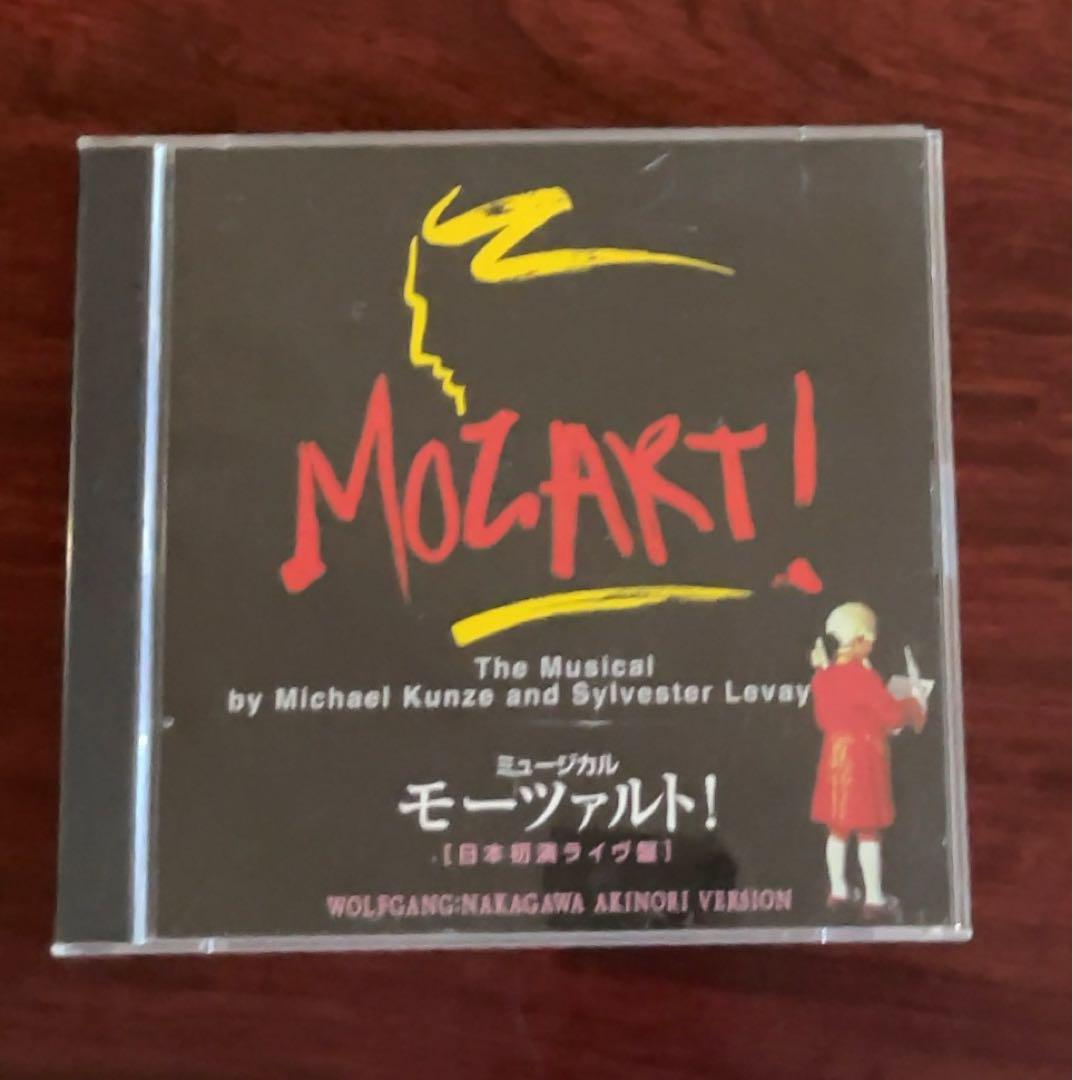 MOZART!
The Musical
by Michael Kunze and Sylvester Levay
ミュージカル
モーツァルト!
[日本初演ライヴ盤]
WOLFGANG:NAKAGAWA AKINORI VERSION